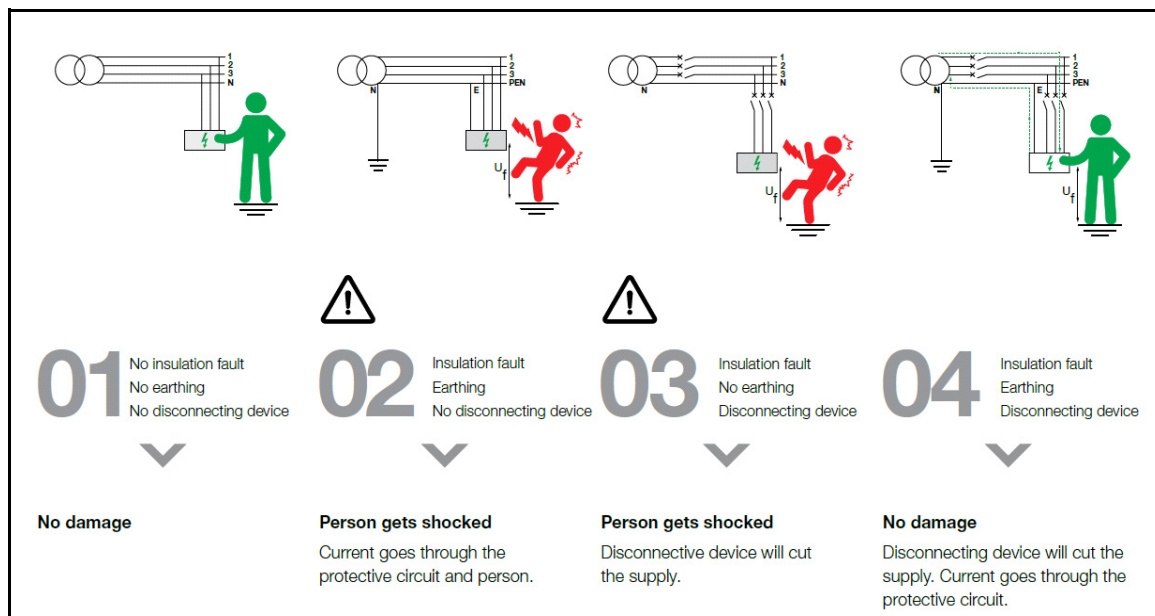 1
2
3
N
1
2
3
PEN
N
E
U f
1
2
3
N
N
U f
1
2
3
PEN
N
E
U f
01
No insulation fault
No earthing
No disconnecting device
No damage
02
Insulation fault
Earthing
No disconnecting device
Person gets shocked
Current goes through the
protective circuit and person.
03
Insulation fault
No earthing
Disconnecting device
Person gets shocked
Disconnective device will cut
the supply.
04
Insulation fault
Earthing
Disconnecting device
No damage
Disconnecting device will cut the
supply. Current goes through the
protective circuit.